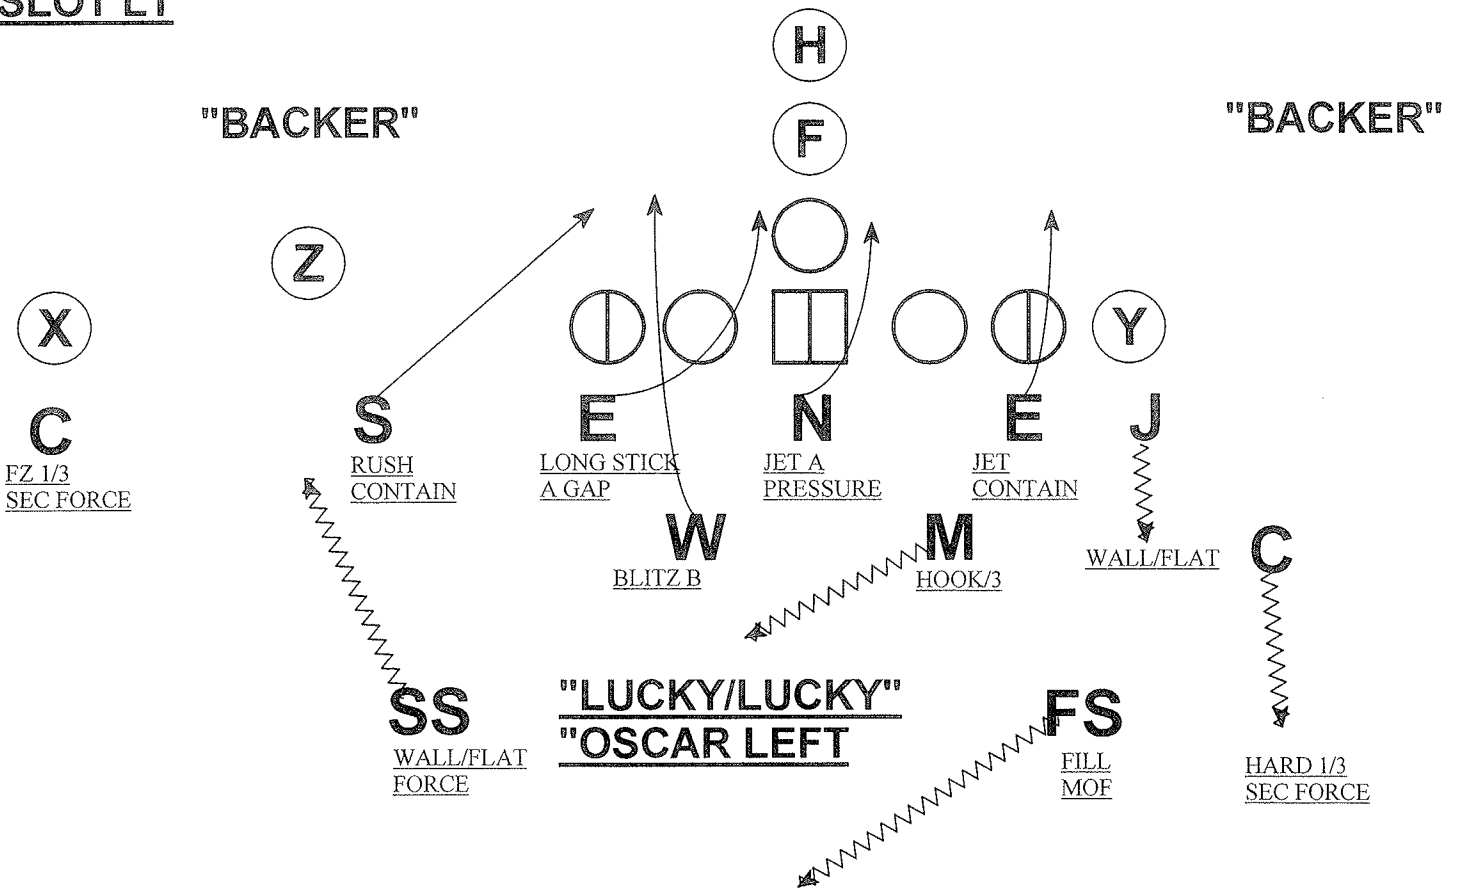 SLOT LT
H
"BACKER"
"BACKER"
F
Z
X
Y
C
S
E
N
E
J
FZ 1/3
SEC FORCE
RUSH
CONTAIN
LONG STICK
A GAP
JET A
PRESSURE
JET
CONTAIN
W
BLITZ B
M
HOOK/3
WALL/FLAT
C
SS
WALL/FLAT
FORCE
"LUCKY/LUCKY"
"OSCAR LEFT
FS
FILL
MOF
HARD 1/3
SEC FORCE